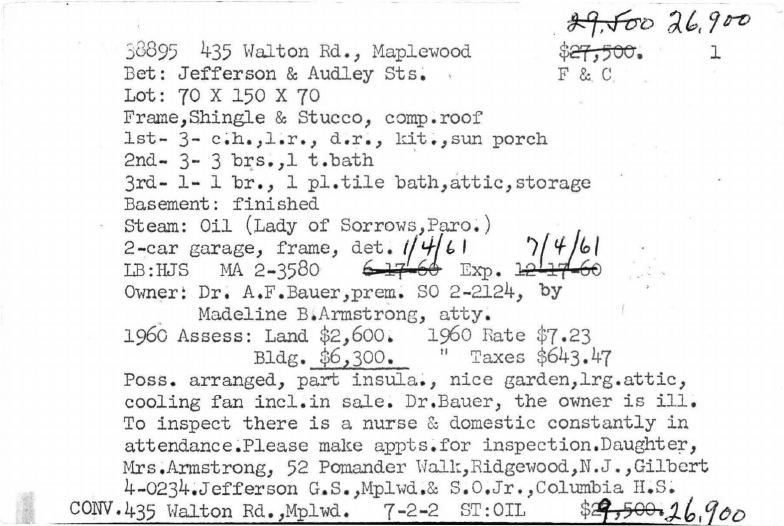 29,500 26,900
38895 435 Walton Rd., Maplewood $27,500. 1
Bet: Jefferson & Audley Sts. F & C
Lot: 70 X 150 X 70
Frame,Shingle & Stucco, comp.roof
1st- 3- c.h.,l.r., d.r., kit.,sun porch
2nd- 3- 3 brs.,1 t.bath
3rd- 1- 1 br., 1 pl.tile bath,attic,storage
Basement: finished
Steam: Oil (Lady of Sorrows,Paro.)
2-car garage, frame, det. 1/4/61 7/4/61
LB:HJS MA 2-3580 6-17-60 Exp. 12-17-60
Owner: Dr. A.F.Bauer,prem. SO 2-2124, by
Madeline B.Armstrong, atty.
1960 Assess: Land $2,600. 1960 Rate $7.23
Bldg. $6,300. " Taxes $643.47
Poss. arranged, part insula., nice garden,lrg.attic,
cooling fan incl.in sale. Dr.Bauer, the owner is ill.
To inspect there is a nurse & domestic constantly in
attendance.Please make appts.for inspection.Daughter,
Mrs.Armstrong, 52 Pomander Walk,Ridgewood,N.J.,Gilbert
4-0234.Jefferson G.S.,Mplwd.& S.O.Jr.,Columbia H.S.
CONV.435 Walton Rd.,Mplwd. 7-2-2 ST:OIL $29,500. 26,900